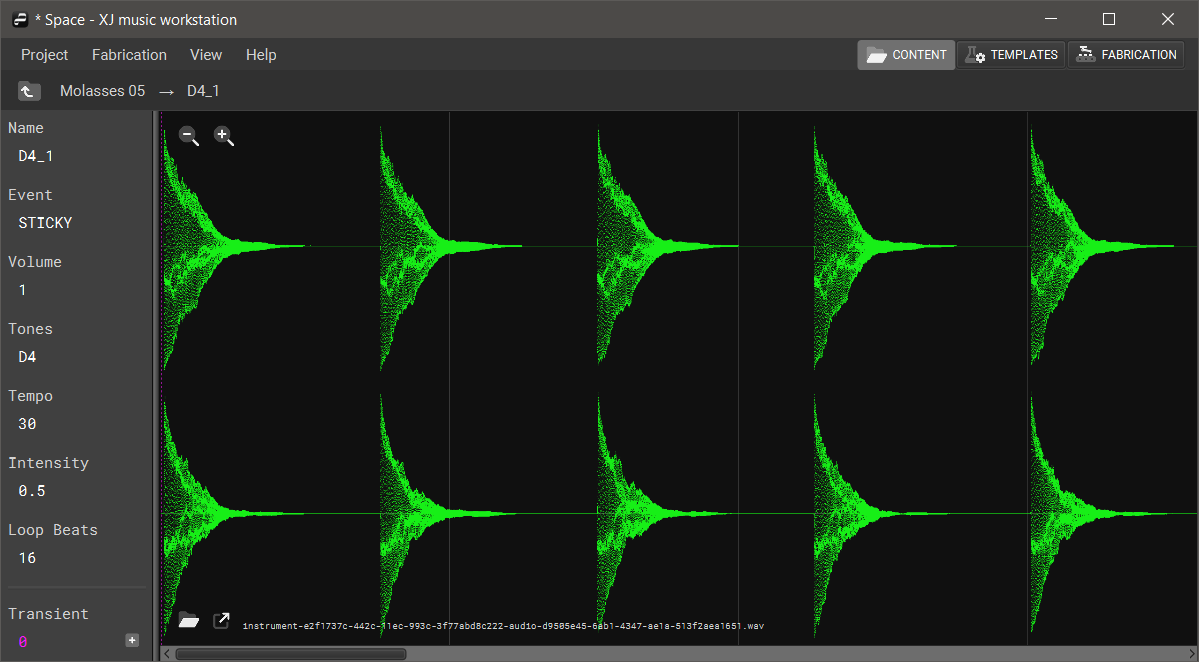 * Space - XJ music workstation
Project Fabrication View Help CONTENT TEMPLATES FABRICATION
Molasses 05 → D4_1
Name
D4_1
Event
STICKY
Volume
1
Tones
D4
Tempo
30
Intensity
0.5
Loop Beats
16
Transient
0
instrument-e2f1737c-442c-11ec-993c-3f77abd8c222-audio-d9505e45-6ab1-4347-ae1a-513f2aea1651.wav